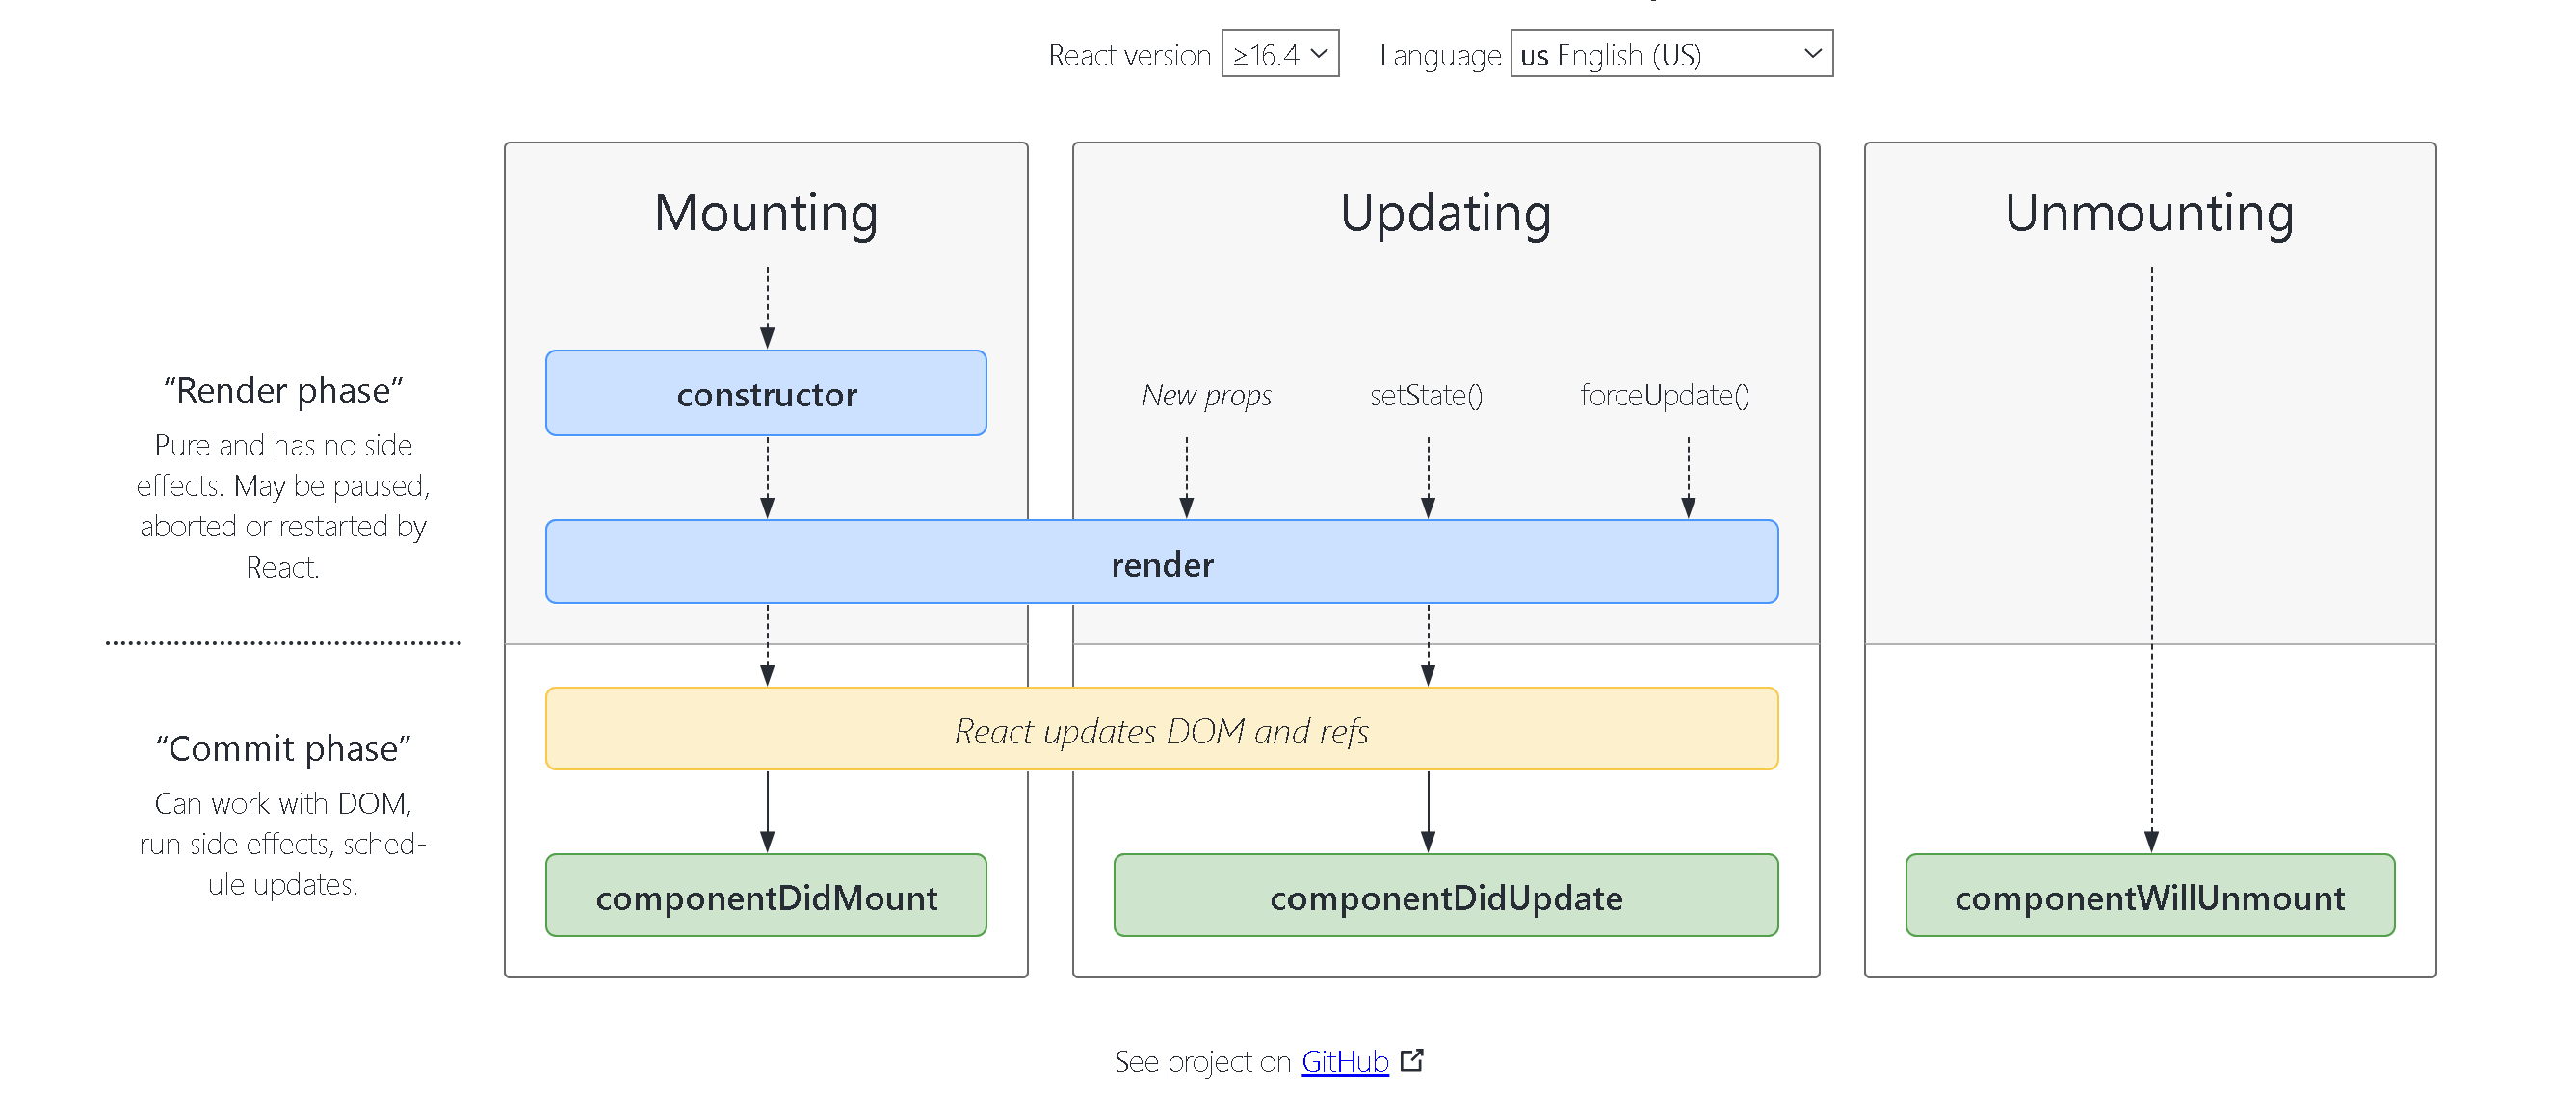 React version ≥16.4 Language us English (US)
Mounting
Updating
Unmounting
“Render phase”
Pure and has no side
effects. May be paused,
aborted or restarted by
React.
constructor
New props
setState()
forceUpdate()
render
“Commit phase”
Can work with DOM,
run side effects, sched-
ule updates.
React updates DOM and refs
componentDidMount
componentDidUpdate
componentWillUnmount
See project on GitHub